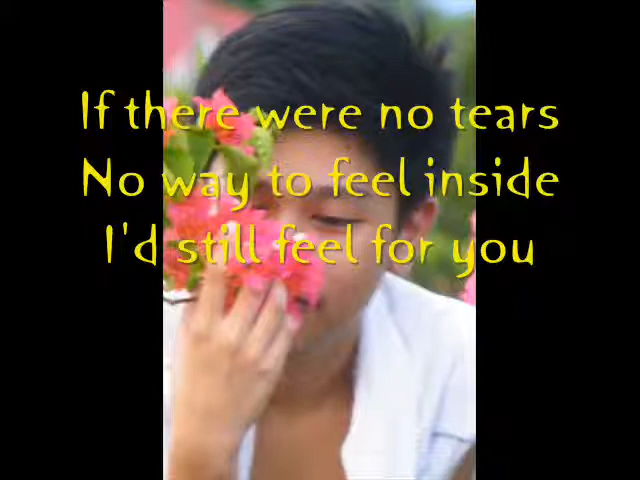 If there were no tears
No way to feel inside
I'd still feel for you